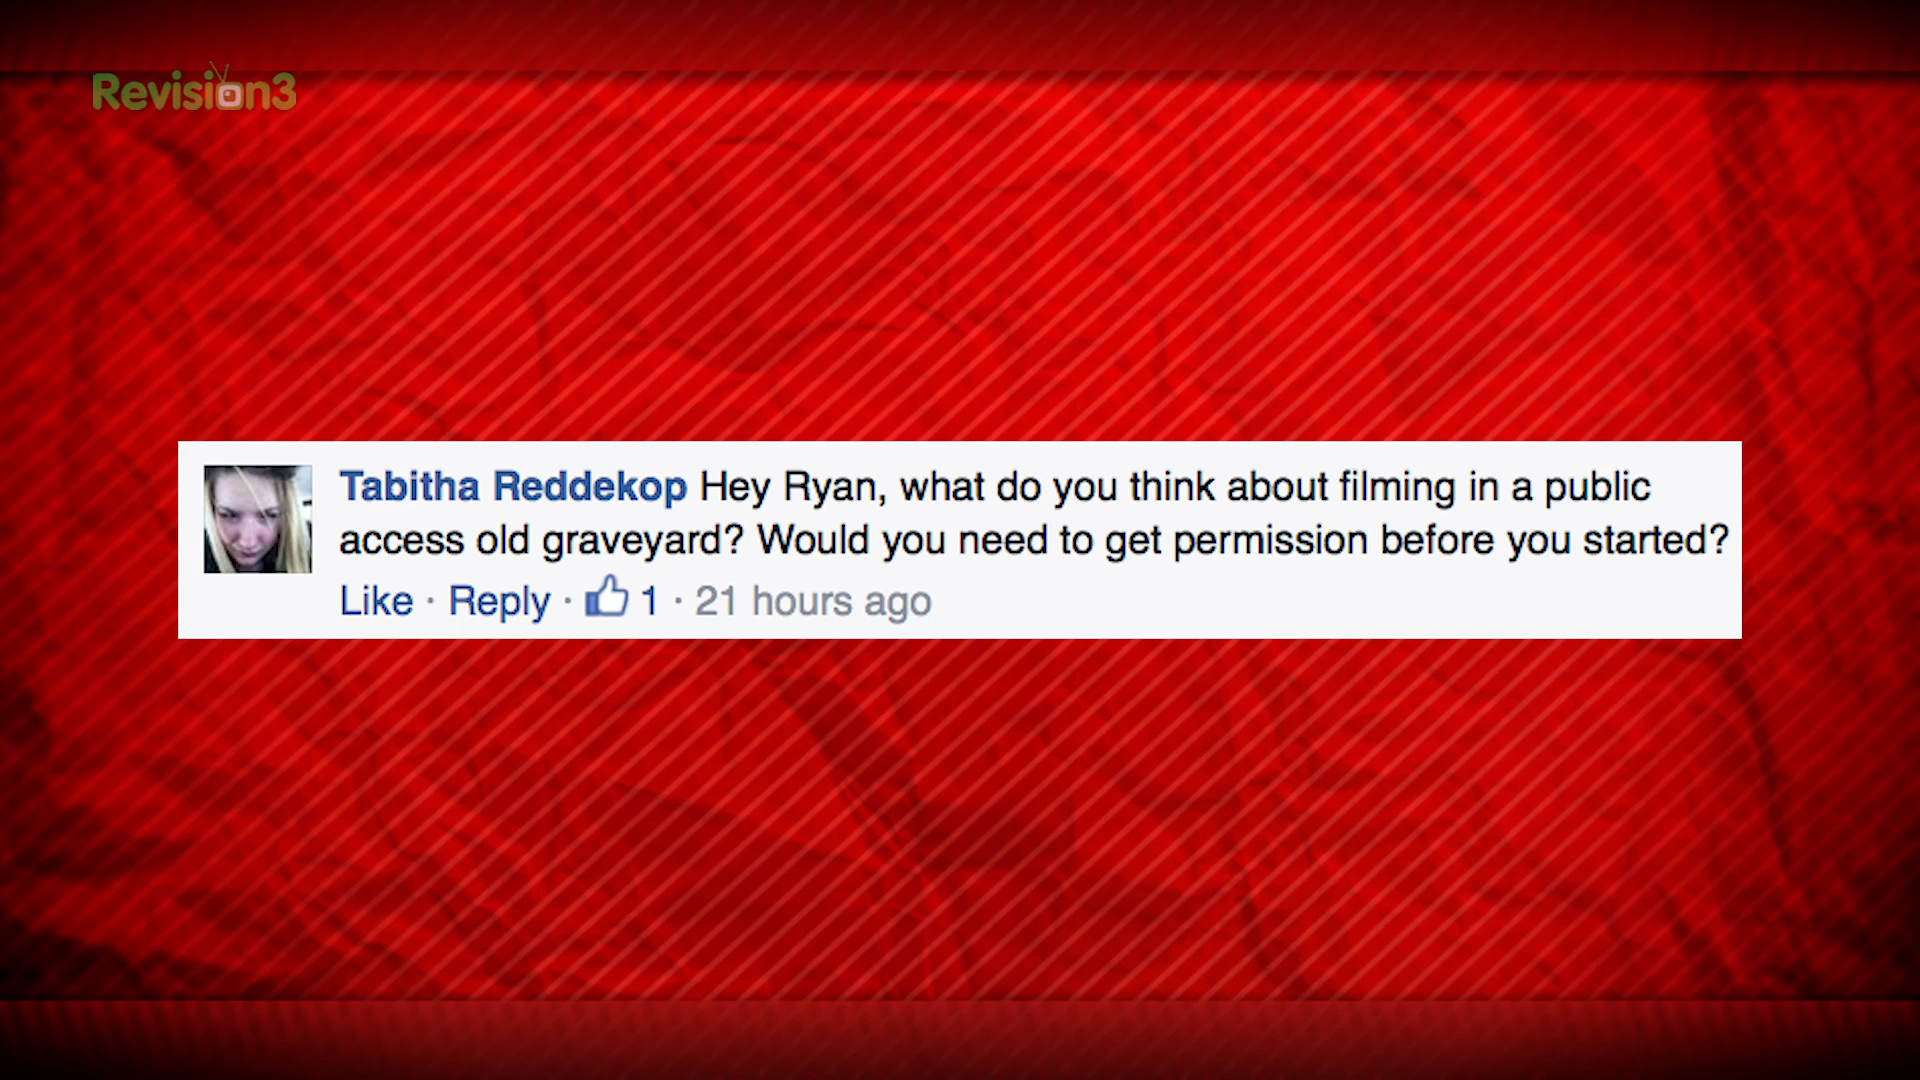 Revision3
Tabitha Reddekop Hey Ryan, what do you think about filming in a public
access old graveyard? Would you need to get permission before you started?
Like · Reply · 1 · 21 hours ago